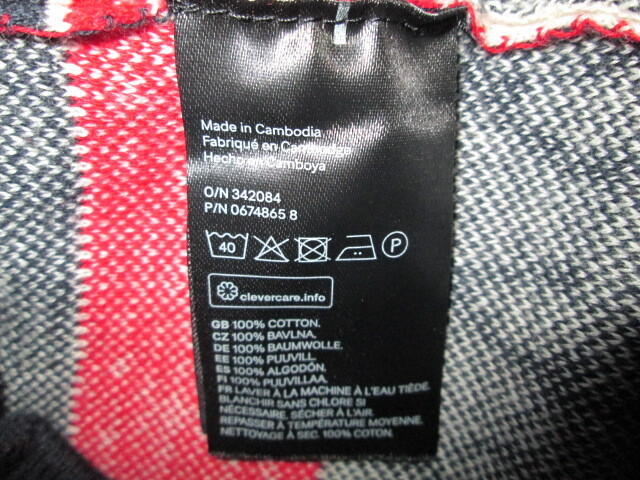 Made in Cambodia
Fabriqué en Cambodge
Hecho en Camboya
O/N 342084
P/N 0674865 8
40 P
clevercare.info
GB 100% COTTON.
CZ 100% BAVLNA.
DE 100% BAUMWOLLE.
EE 100% PUUVILL.
ES 100% ALGODÓN.
FI 100% PUUVILLAA.
FR LAVER À LA MACHINE À L'EAU TIÈDE.
BLANCHIR SANS CHLORE SI
NÉCESSAIRE. SÉCHER À L'AIR.
REPASSER À TEMPÉRATURE MOYENNE.
NETTOYAGE À SEC. 100% COTON.